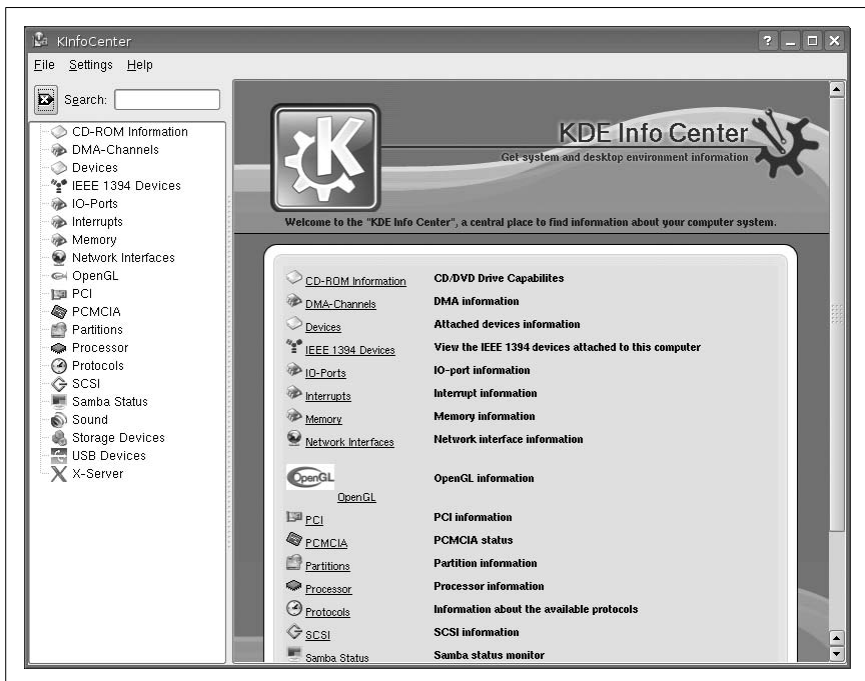 KInfoCenter
File Settings Help
Search:
CD-ROM Information
DMA-Channels
Devices
IEEE 1394 Devices
IO-Ports
Interrupts
Memory
Network Interfaces
OpenGL
PCI
PCMCIA
Partitions
Processor
Protocols
SCSI
Samba Status
Sound
Storage Devices
USB Devices
X-Server
KDE Info Center
Get system and desktop environment information
Welcome to the "KDE Info Center", a central place to find information about your computer system.
CD-ROM Information CD/DVD Drive Capabilites
DMA-Channels DMA information
Devices Attached devices information
IEEE 1394 Devices View the IEEE 1394 devices attached to this computer
IO-Ports IO-port information
Interrupts Interrupt information
Memory Memory information
Network Interfaces Network interface information
OpenGL OpenGL information
OpenGL
PCI PCI information
PCMCIA PCMCIA status
Partitions Partition information
Processor Processor information
Protocols Information about the available protocols
SCSI SCSI information
Samba Status Samba status monitor